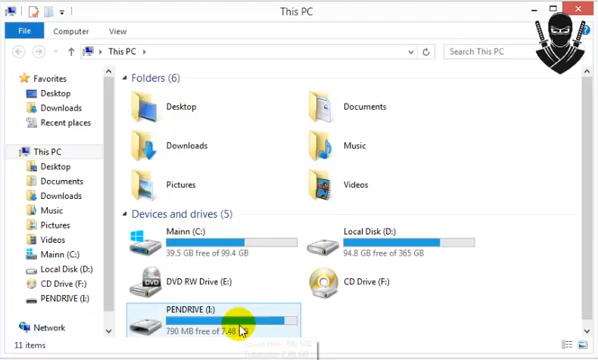 This PC
File
Computer
View
This PC
Search This PC
Favorites
Desktop
Downloads
Recent places
This PC
Desktop
Documents
Downloads
Music
Pictures
Videos
Mainn (C:)
Local Disk (D:)
CD Drive (F:)
PENDRIVE (I:)
Network
Folders (6)
Desktop
Documents
Downloads
Music
Pictures
Videos
Devices and drives (5)
Mainn (C:)
39.5 GB free of 99.4 GB
Local Disk (D:)
94.8 GB free of 365 GB
DVD RW Drive (E:)
DVD
CD Drive (F:)
PENDRIVE (I:)
790 MB free of 7.48
11 items